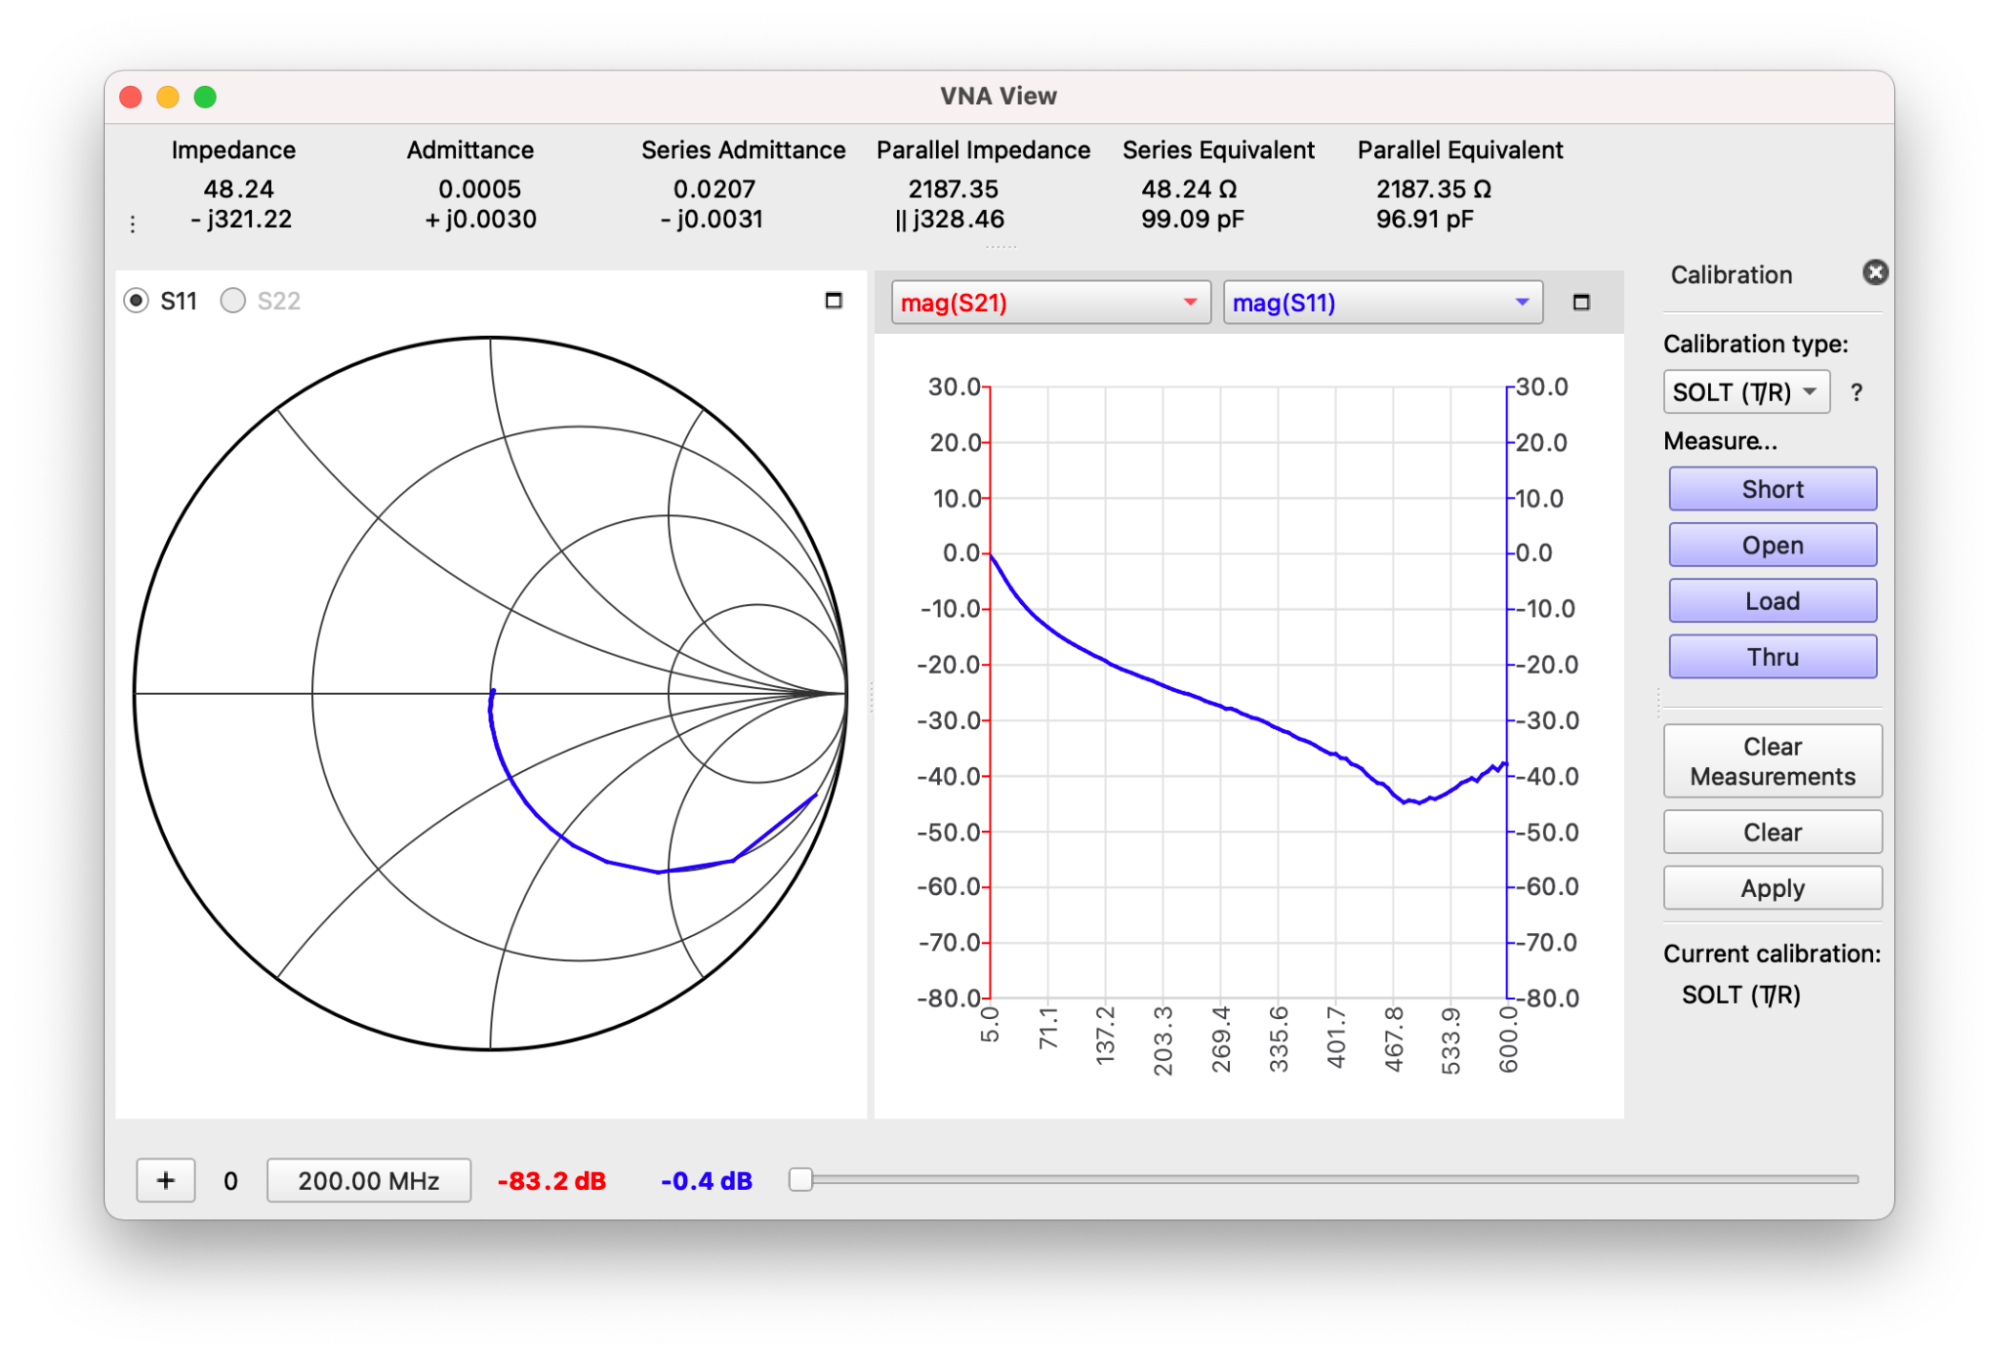 VNA View
Impedance
48.24
- j321.22
Admittance
0.0005
+ j0.0030
Series Admittance
0.0207
- j0.0031
Parallel Impedance
2187.35
|| j328.46
Series Equivalent
48.24 Ω
99.09 pF
Parallel Equivalent
2187.35 Ω
96.91 pF
S11
S22
mag(S21)
mag(S11)
30.0
20.0
10.0
0.0
-10.0
-20.0
-30.0
-40.0
-50.0
-60.0
-70.0
-80.0
30.0
20.0
10.0
0.0
-10.0
-20.0
-30.0
-40.0
-50.0
-60.0
-70.0
-80.0
5.0
71.1
137.2
203.3
269.4
335.6
401.7
467.8
533.9
600.0
Calibration
Calibration type:
SOLT (T/R)
?
Measure...
Short
Open
Load
Thru
Clear
Measurements
Clear
Apply
Current calibration:
SOLT (T/R)
+
0
200.00 MHz
-83.2 dB
-0.4 dB